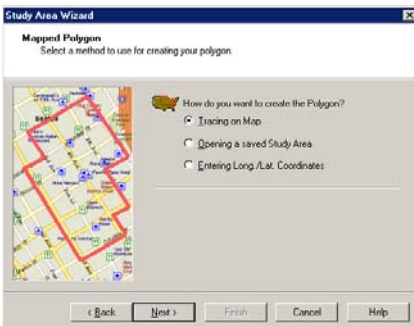 Study Area Wizard
Mapped Polygon
Select a method to use for creating your polygon.
How do you want to create the Polygon?
Tracing on Map
Opening a saved Study Area
Entering Long./Lat. Coordinates
< Back
Next >
Finish
Cancel
Help